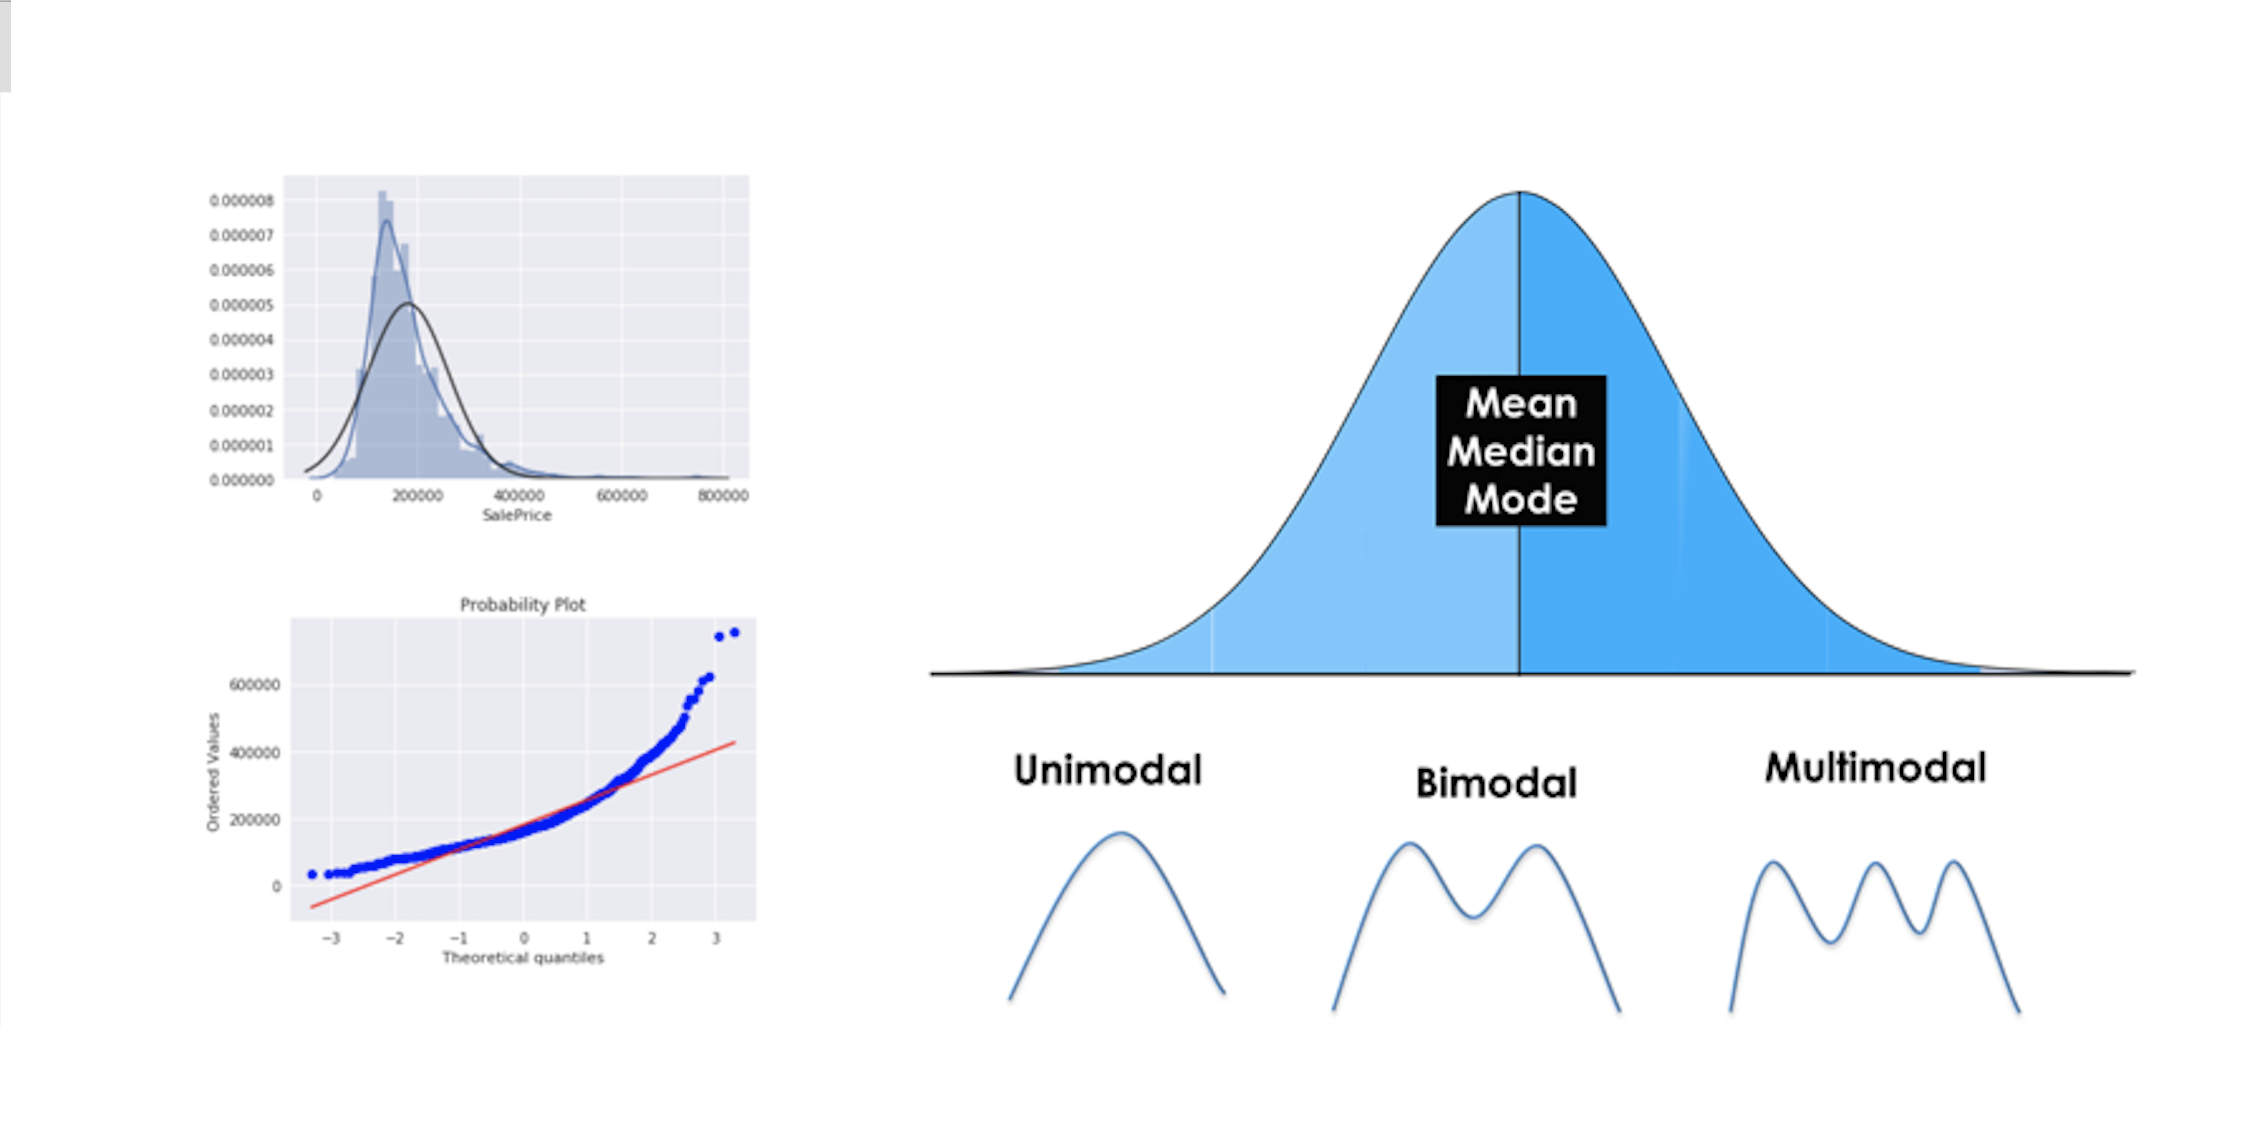 0.000008
0.000007
0.000006
0.000005
0.000004
0.000003
0.000002
0.000001
0.000000
0 200000 400000 600000 800000
SalePrice
Probability Plot
Ordered Values
600000
400000
200000
0
−3 −2 −1 0 1 2 3
Theoretical quantiles
Mean
Median
Mode
Unimodal
Bimodal
Multimodal